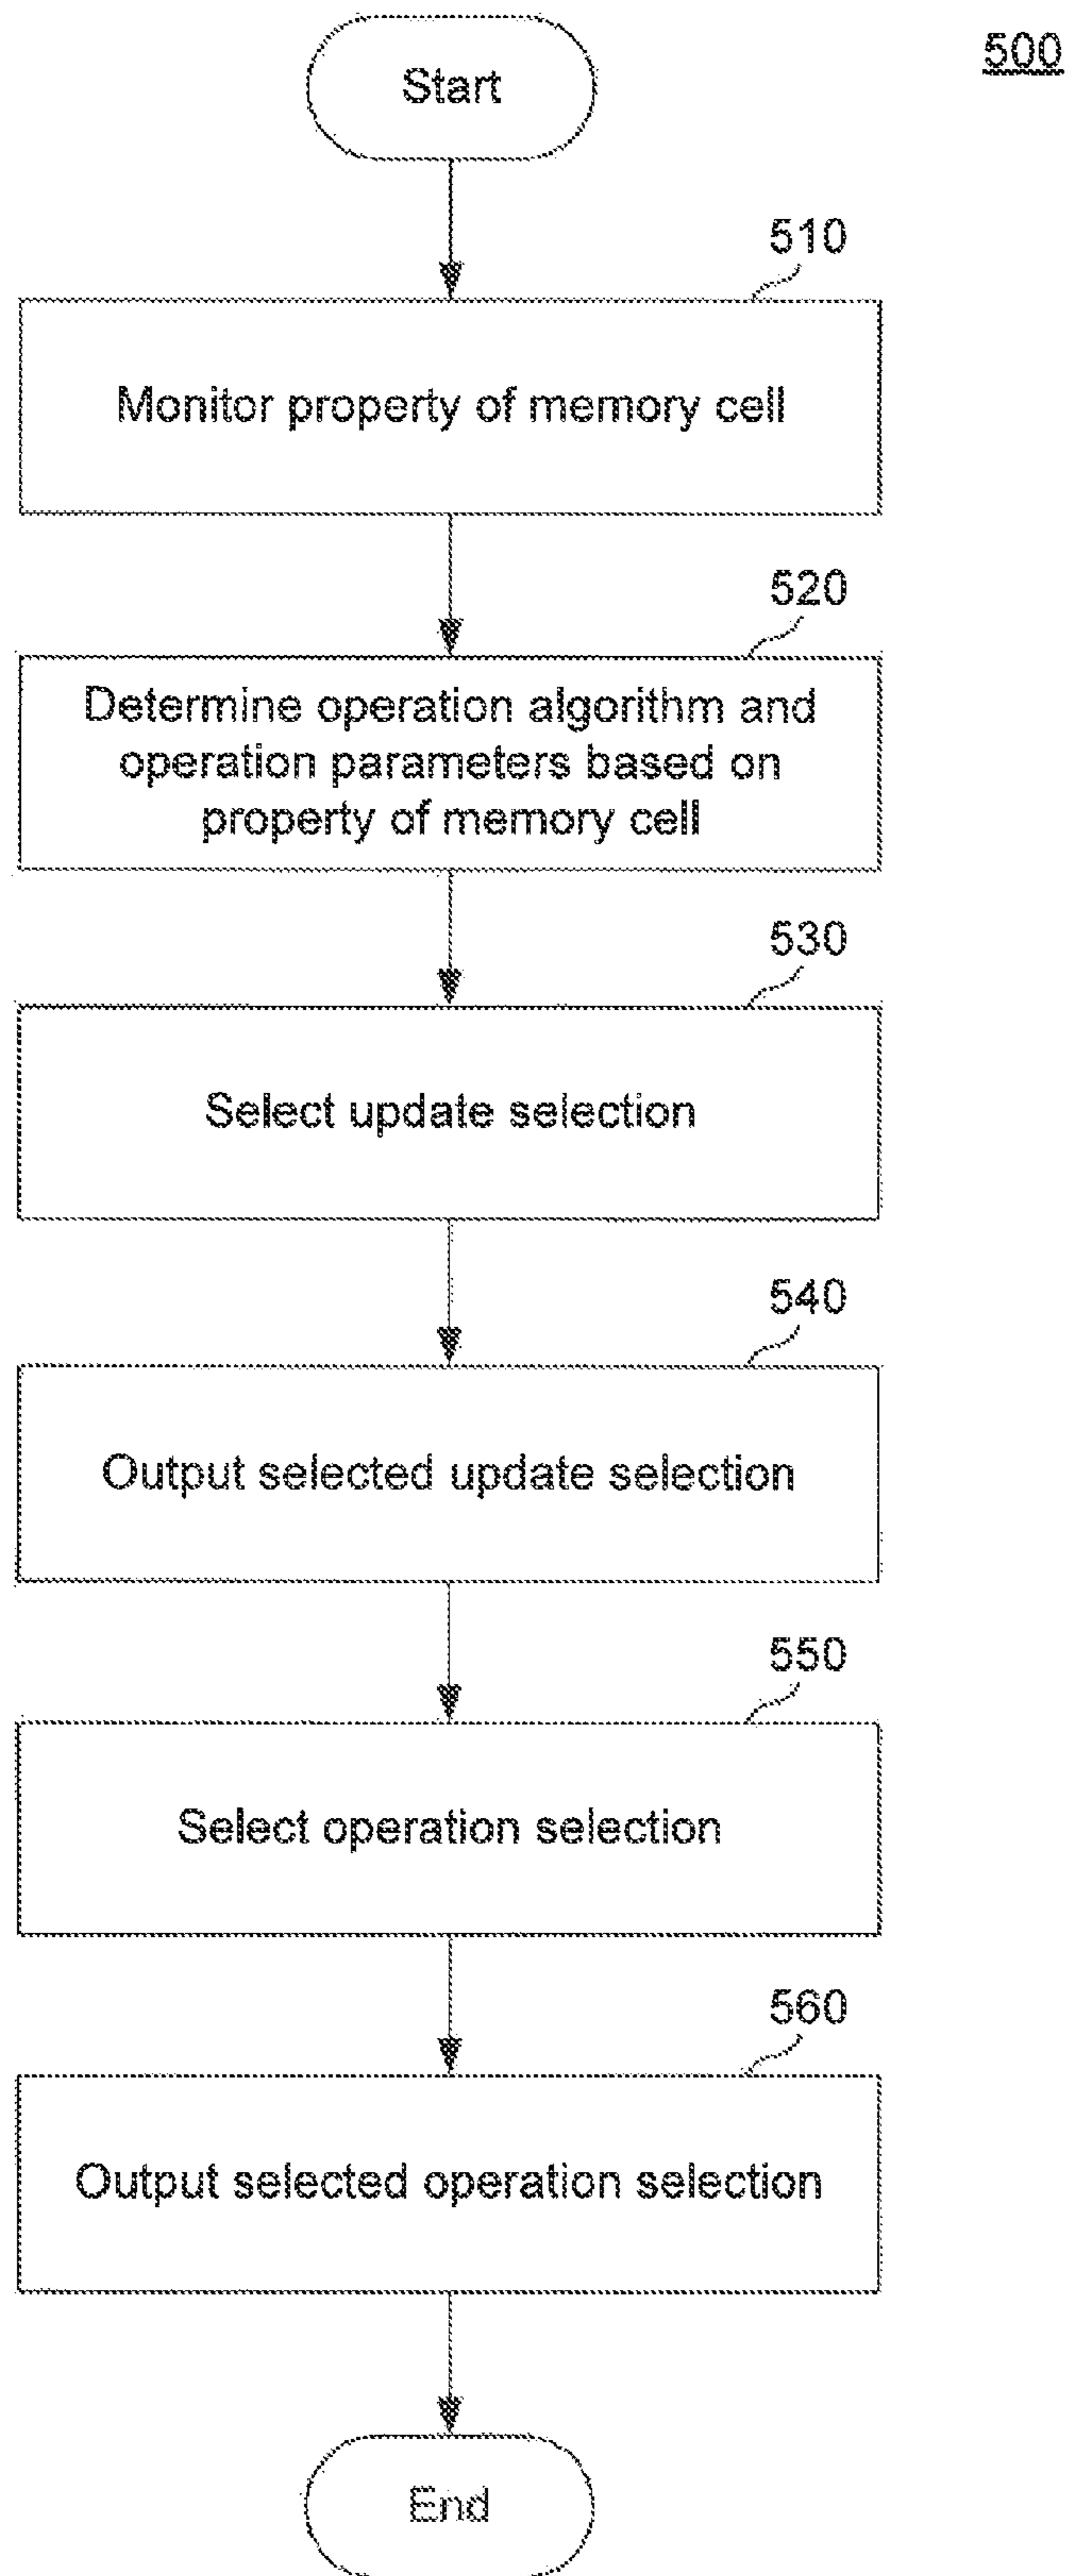 500
Start
510
Monitor property of memory cell
520
Determine operation algorithm and
operation parameters based on
property of memory cell
530
Select update selection
540
Output selected update selection
550
Select operation selection
560
Output selected operation selection
End